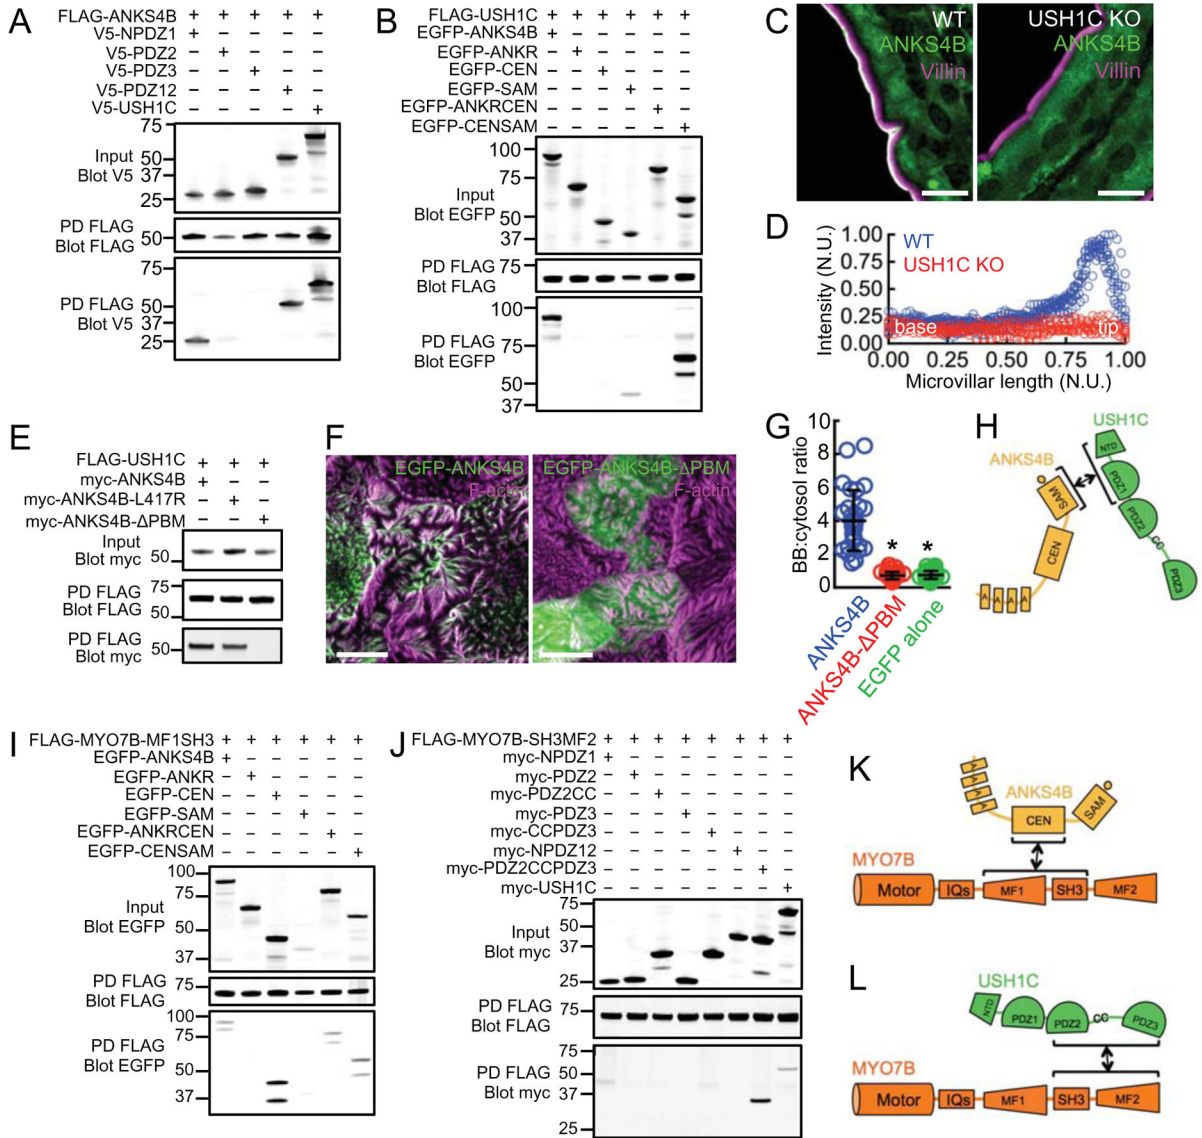 A
FLAG-ANKS4B + + + + +
V5-NPDZ1 + – – – –
V5-PDZ2 – + – – –
V5-PDZ3 – – + – –
V5-PDZ12 – – – + –
V5-USH1C – – – – +
75
Input
Blot V5
50
37
25
PD FLAG
Blot FLAG
50
75
PD FLAG
Blot V5
50
37
25
B
FLAG-USH1C + + + + + +
EGFP-ANKS4B + – – – – –
EGFP-ANKR – + – – – –
EGFP-CEN – – + – – –
EGFP-SAM – – – + – –
EGFP-ANKRCEN – – – – + –
EGFP-CENSAM – – – – – +
100
75
Input
Blot EGFP
50
37
PD FLAG
Blot FLAG
75
100
PD FLAG
Blot EGFP
75
50
37
C
WT
ANKS4B
Villin
USH1C KO
ANKS4B
Villin
D
WT
USH1C KO
Intensity (N.U.)
1.00
0.75
0.50
0.25
0.00
base
tip
0.00 0.25 0.50 0.75 1.00
Microvillar length (N.U.)
E
FLAG-USH1C + + +
myc-ANKS4B + – –
myc-ANKS4B-L417R – + –
myc-ANKS4B-ΔPBM – – +
Input
Blot myc
50
PD FLAG
Blot FLAG
75
50
PD FLAG
Blot myc
50
F
EGFP-ANKS4B
F-actin
EGFP-ANKS4B-ΔPBM
F-actin
G
BB:cytosol ratio
10
8
6
4
2
0
* *
ANKS4B
ANKS4B-ΔPBM
EGFP alone
H
USH1C
NTD
PDZ1
PDZ2
CC
PDZ3
ANKS4B
SAM
CEN
A A A A
I
FLAG-MYO7B-MF1SH3 + + + + + +
EGFP-ANKS4B + – – – – –
EGFP-ANKR – + – – – –
EGFP-CEN – – + – – –
EGFP-SAM – – – + – –
EGFP-ANKRCEN – – – – + –
EGFP-CENSAM – – – – – +
100
75
Input
Blot EGFP
50
37
PD FLAG
Blot FLAG
75
100
75
PD FLAG
Blot EGFP
50
37
J
FLAG-MYO7B-SH3MF2 + + + + + + + +
myc-NPDZ1 + – – – – – – –
myc-PDZ2 – + – – – – – –
myc-PDZ2CC – – + – – – – –
myc-PDZ3 – – – + – – – –
myc-CCPDZ3 – – – – + – – –
myc-NPDZ12 – – – – – + – –
myc-PDZ2CCPDZ3 – – – – – – + –
myc-USH1C – – – – – – – +
75
50
Input
Blot myc
37
25
PD FLAG
Blot FLAG
75
75
PD FLAG
Blot myc
50
37
25
K
A A A A
ANKS4B
CEN
SAM
MYO7B
Motor IQs MF1 SH3 MF2
L
USH1C
NTD PDZ1 PDZ2 CC PDZ3
MYO7B
Motor IQs MF1 SH3 MF2